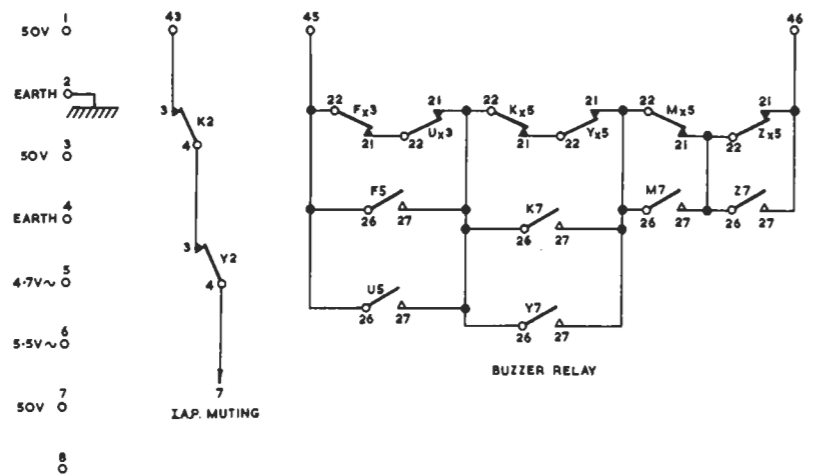 1
50V
2
EARTH
3
50V
4
EARTH
5
4·7V~
6
5·5V~
7
50V
8
43
3
K2
4
3
Y2
4
7
I.A.P. MUTING
45
46
22 FX3 21
21 22 UX3
22 KX5 21
21 22 YX5
22 MX5 21
21 22 ZX5
F5
26 27
K7
26 27
M7
26 27
Z7
26 27
U5
26 27
Y7
26 27
BUZZER RELAY